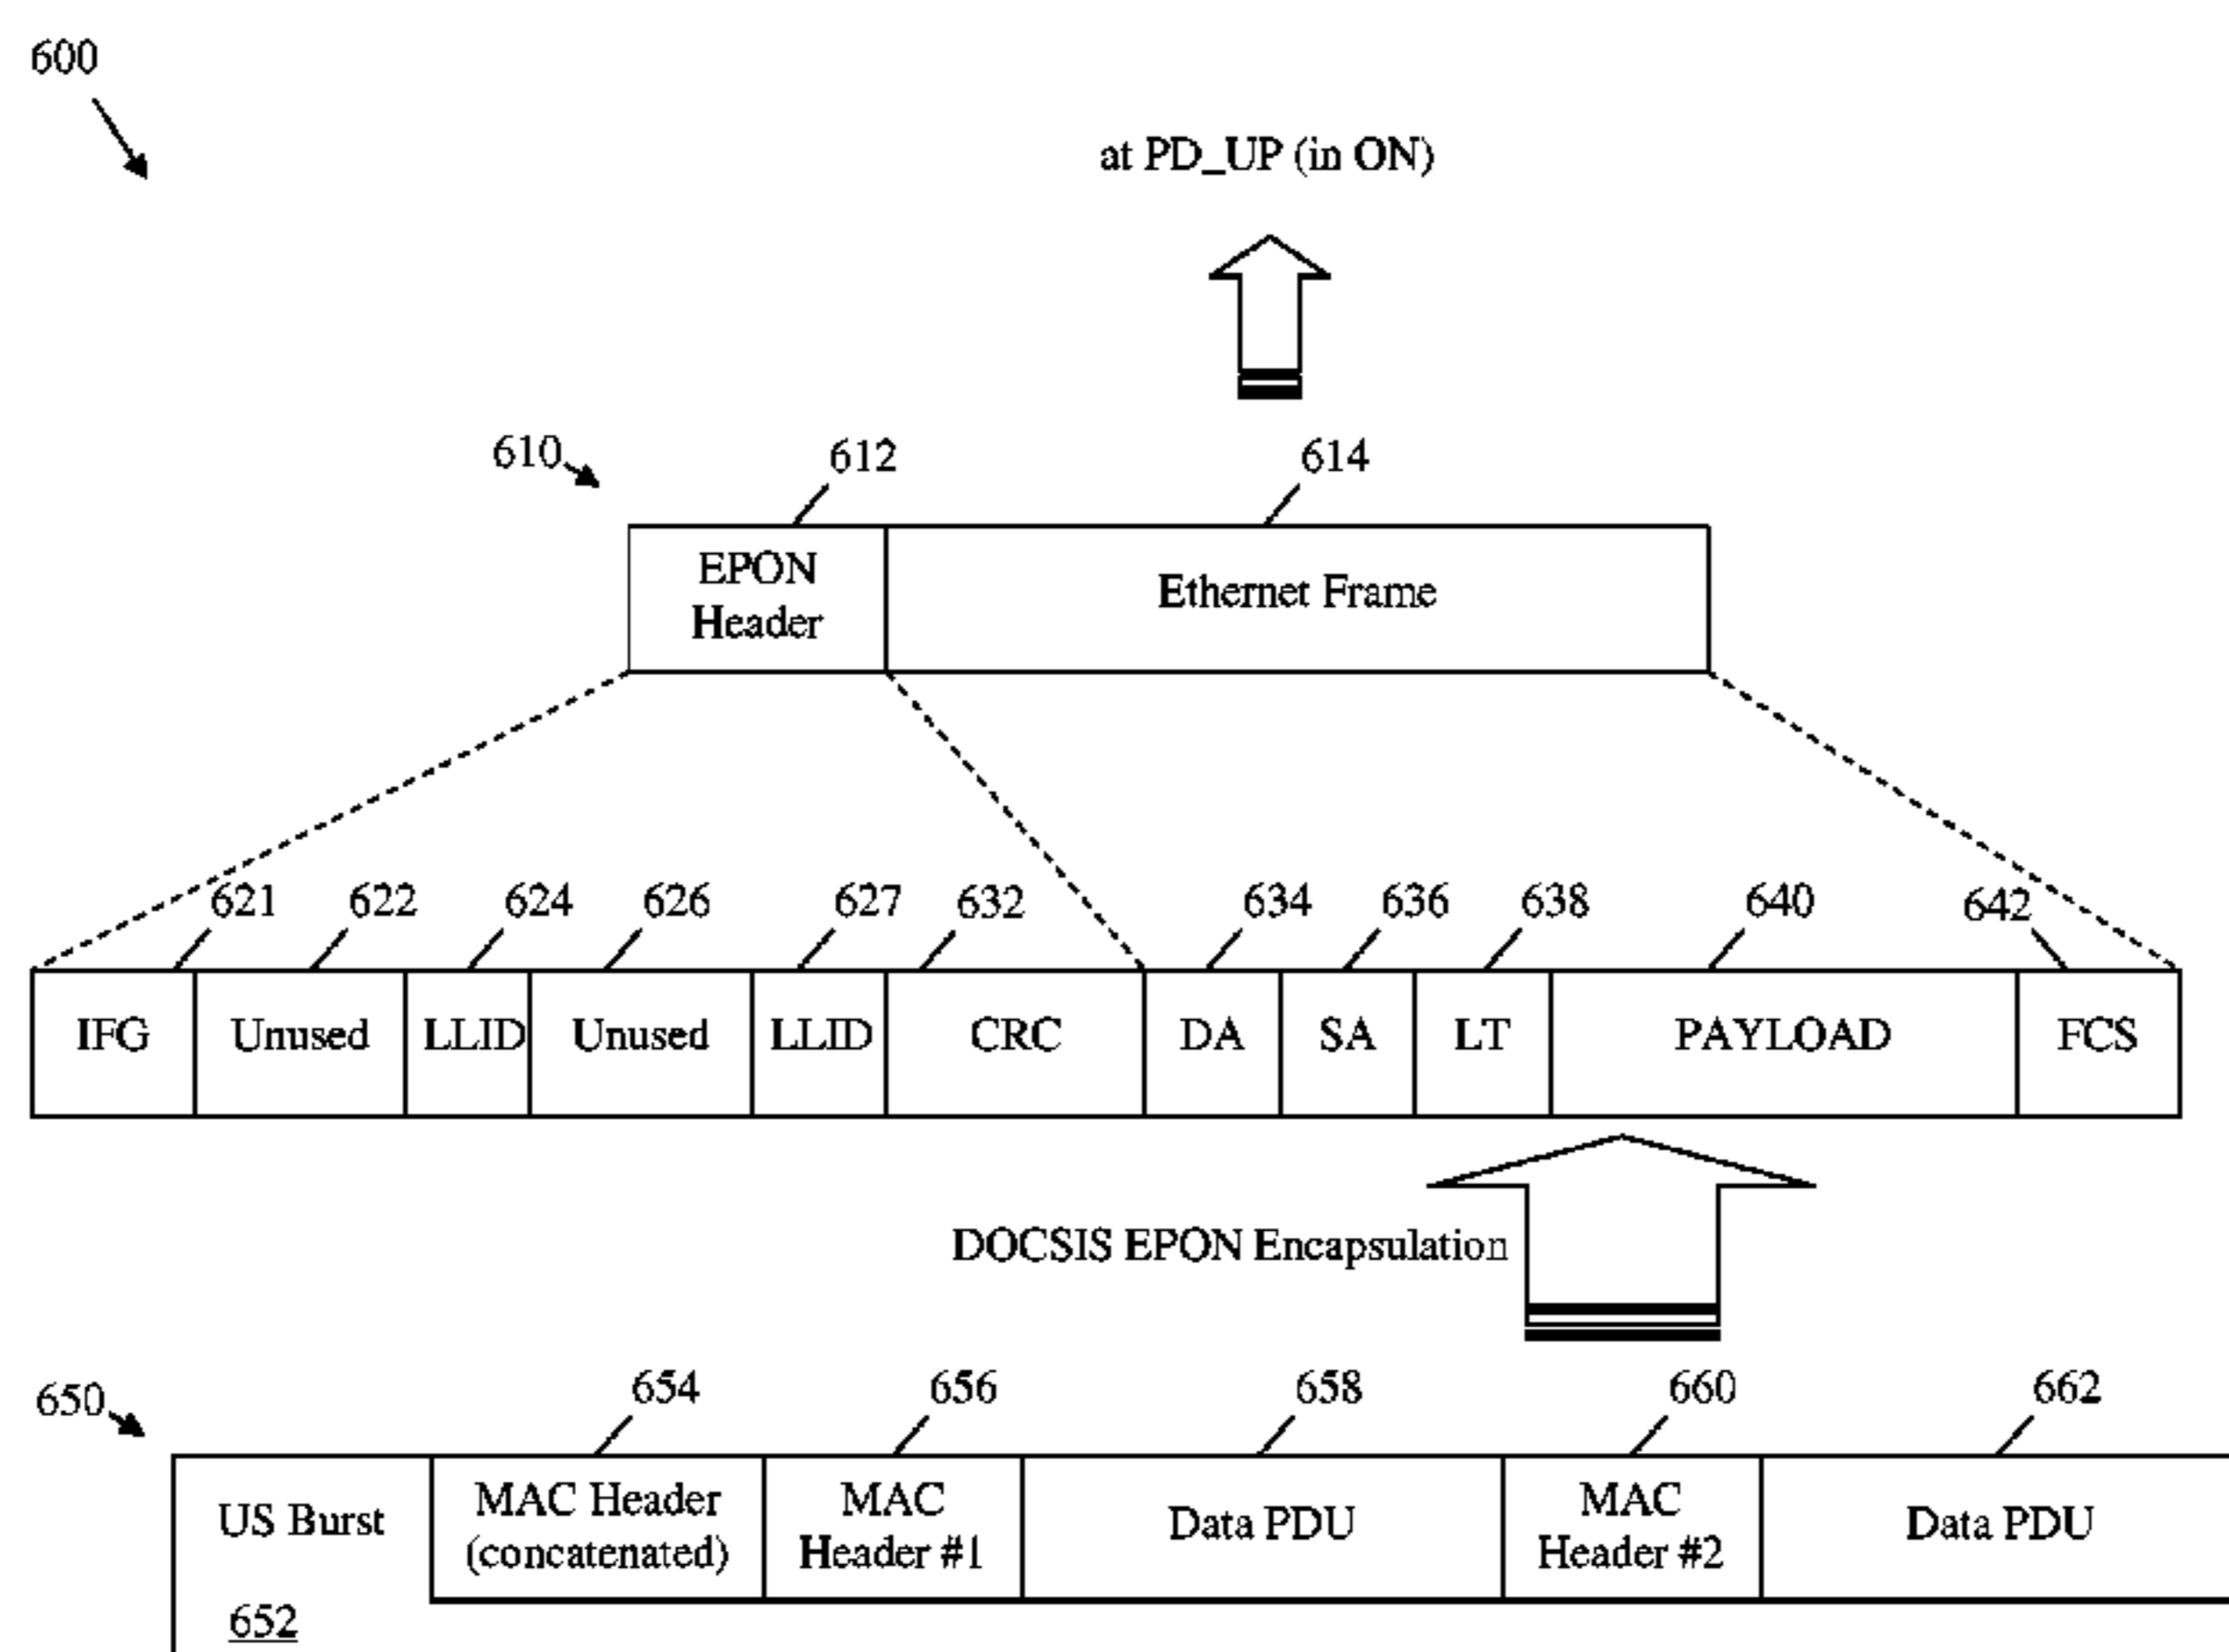 600
at PD_UP (in ON)
610
612
614
EPON
Header
Ethernet Frame
621
622
624
626
627
632
634
636
638
640
642
IFG
Unused
LLID
Unused
LLID
CRC
DA
SA
LT
PAYLOAD
FCS
DOCSIS EPON Encapsulation
650
654
656
658
660
662
US Burst
652
MAC Header
(concatenated)
MAC
Header #1
Data PDU
MAC
Header #2
Data PDU